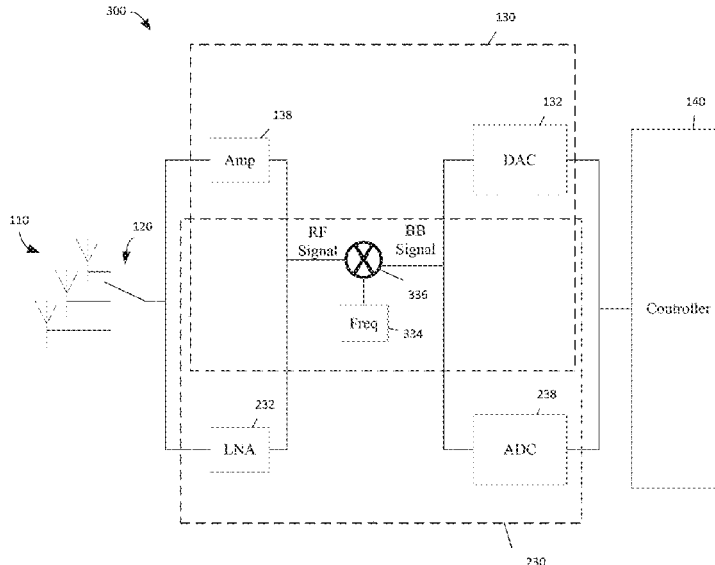 300
130
138
132
140
Amp
DAC
110
120
RF
Signal
BB
Signal
336
Freq
334
Controller
232
238
LNA
ADC
230